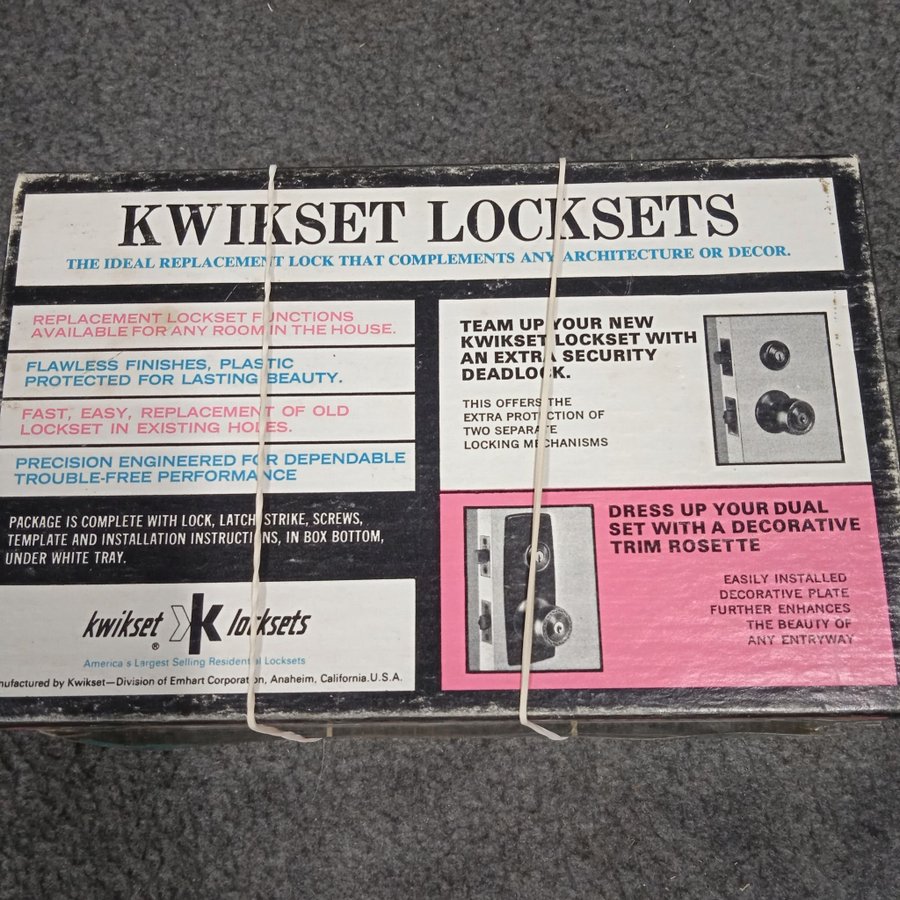 KWIKSET LOCKSETS
THE IDEAL REPLACEMENT LOCK THAT COMPLEMENTS ANY ARCHITECTURE OR DECOR.
REPLACEMENT LOCKSET FUNCTIONS
AVAILABLE FOR ANY ROOM IN THE HOUSE.
FLAWLESS FINISHES, PLASTIC
PROTECTED FOR LASTING BEAUTY.
FAST, EASY, REPLACEMENT OF OLD
LOCKSET IN EXISTING HOLES.
PRECISION ENGINEERED FOR DEPENDABLE
TROUBLE-FREE PERFORMANCE
PACKAGE IS COMPLETE WITH LOCK, LATCH, STRIKE, SCREWS,
TEMPLATE AND INSTALLATION INSTRUCTIONS, IN BOX BOTTOM,
UNDER WHITE TRAY.
kwikset K locksets
®
America s Largest Selling Residential Locksets
nufactured by Kwikset—Division of Emhart Corporation, Anaheim, California.U.S.A.
TEAM UP YOUR NEW
KWIKSET LOCKSET WITH
AN EXTRA SECURITY
DEADLOCK.
THIS OFFERS THE
EXTRA PROTECTION OF
TWO SEPARATE
LOCKING MECHANISMS
DRESS UP YOUR DUAL
SET WITH A DECORATIVE
TRIM ROSETTE
EASILY INSTALLED
DECORATIVE PLATE
FURTHER ENHANCES
THE BEAUTY OF
ANY ENTRYWAY